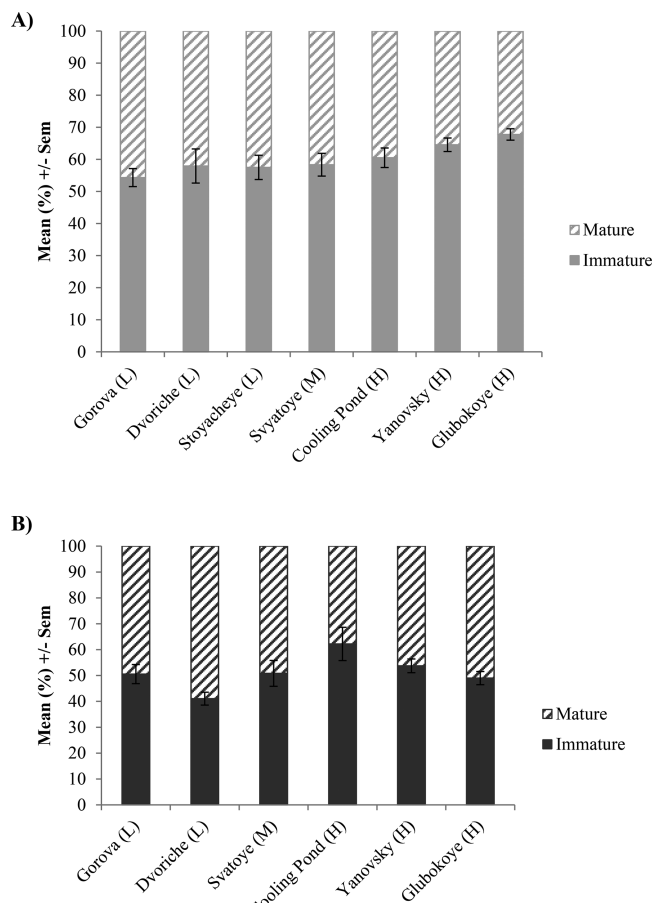 A)
Mean (%) +/- Sem
100
90
80
70
60
50
40
30
20
10
0
Gorova (L)
Dvoriche (L)
Stoyacheye (L)
Svyatoye (M)
Cooling Pond (H)
Yanovsky (H)
Glubokoye (H)
Mature
Immature
B)
Mean (%) +/- Sem
100
90
80
70
60
50
40
30
20
10
0
Gorova (L)
Dvoriche (L)
Svatoye (M)
ooling Pond (H)
Yanovsky (H)
Glubokoye (H)
Mature
Immature